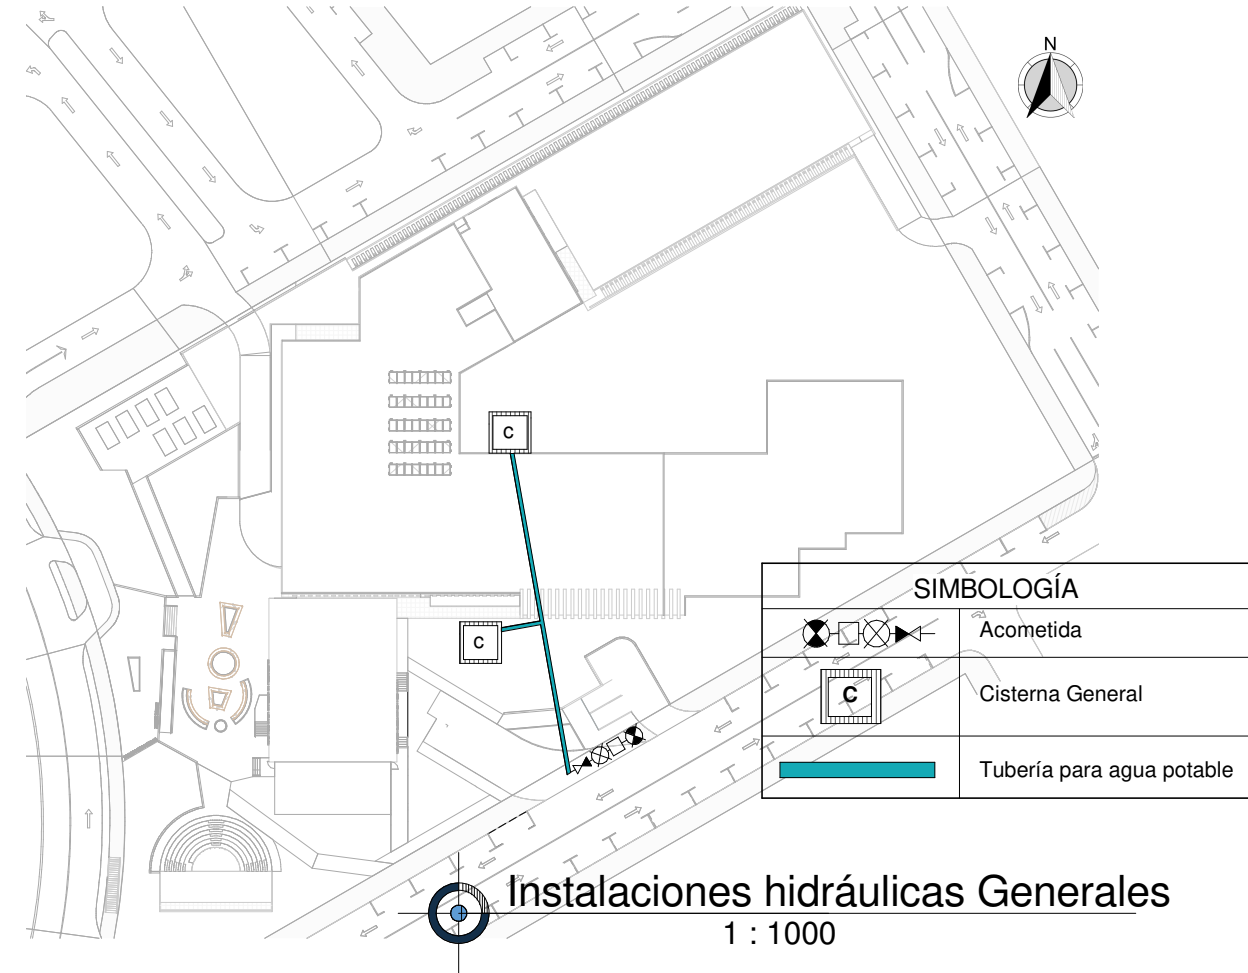 N
C
C
SIMBOLOGÍA
Acometida
C
Cisterna General
Tubería para agua potable
Instalaciones hidráulicas Generales
1 : 1000